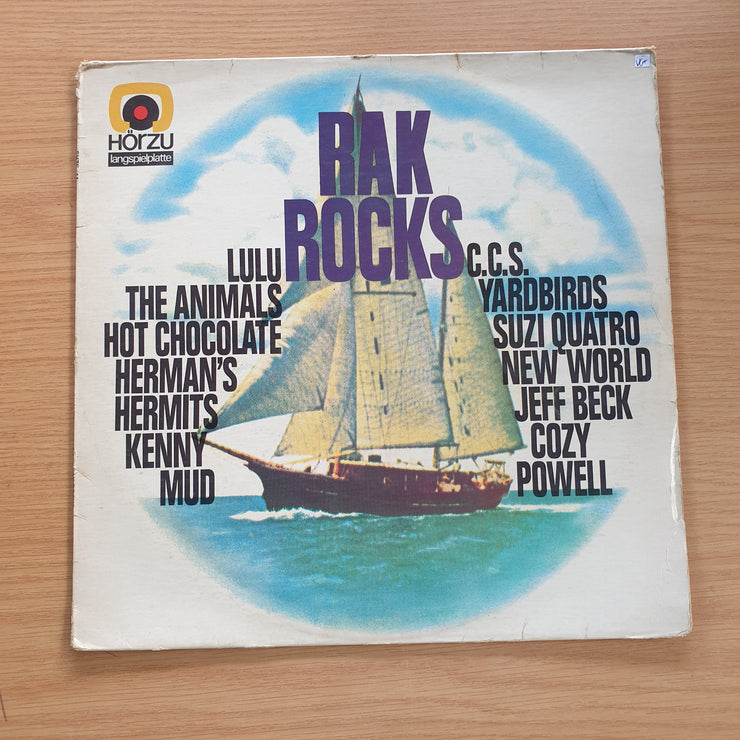 HÖRZU
langspielplatte
RAK
ROCKS
LULU
THE ANIMALS
HOT CHOCOLATE
HERMAN'S
HERMITS
KENNY
MUD
C.C.S.
YARDBIRDS
SUZI QUATRO
NEW WORLD
JEFF BECK
COZY
POWELL